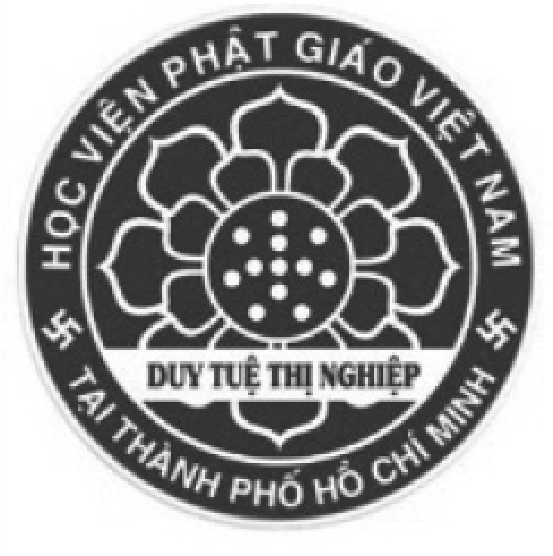 HỌC VIỆN PHẬT GIÁO VIỆT NAM
DUY TUỆ THỊ NGHIỆP
TẠI THÀNH PHỐ HỒ CHÍ MINH